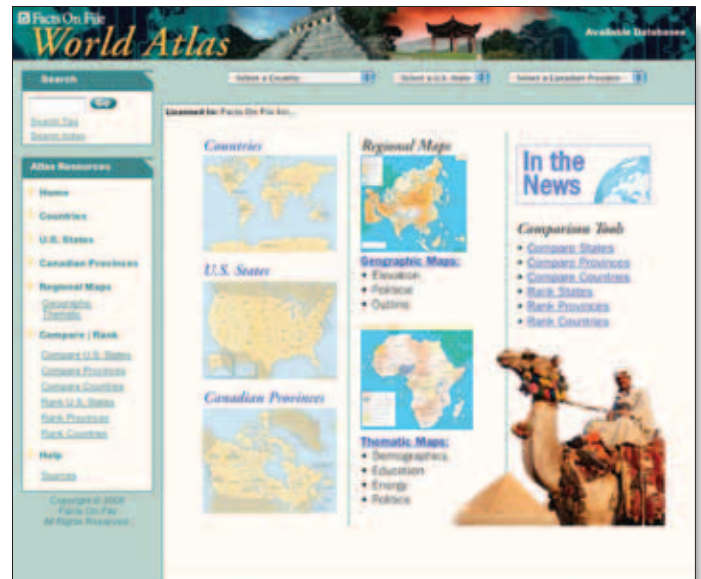 Facts On File
World Atlas
Available Databases
Search
Select a Country
Select a U.S. State
Select a Canadian Province
Go
Search Tips
Search Index
Licensed to: Facts On File Inc.
Atlas Resources
Home
Countries
U.S. States
Canadian Provinces
Regional Maps
Geographic
Thematic
Compare | Rank
Compare U.S. States
Compare Provinces
Compare Countries
Rank U.S. States
Rank Provinces
Rank Countries
Help
Sources
Facts On File
All Rights Reserved
Countries
U.S. States
Canadian Provinces
Regional Maps
Geographic Maps:
• Elevation
• Political
• Outline
Thematic Maps:
• Demographics
• Education
• Energy
• Politics
In the
News
Comparison Tools
• Compare States
• Compare Provinces
• Compare Countries
• Rank States
• Rank Provinces
• Rank Countries